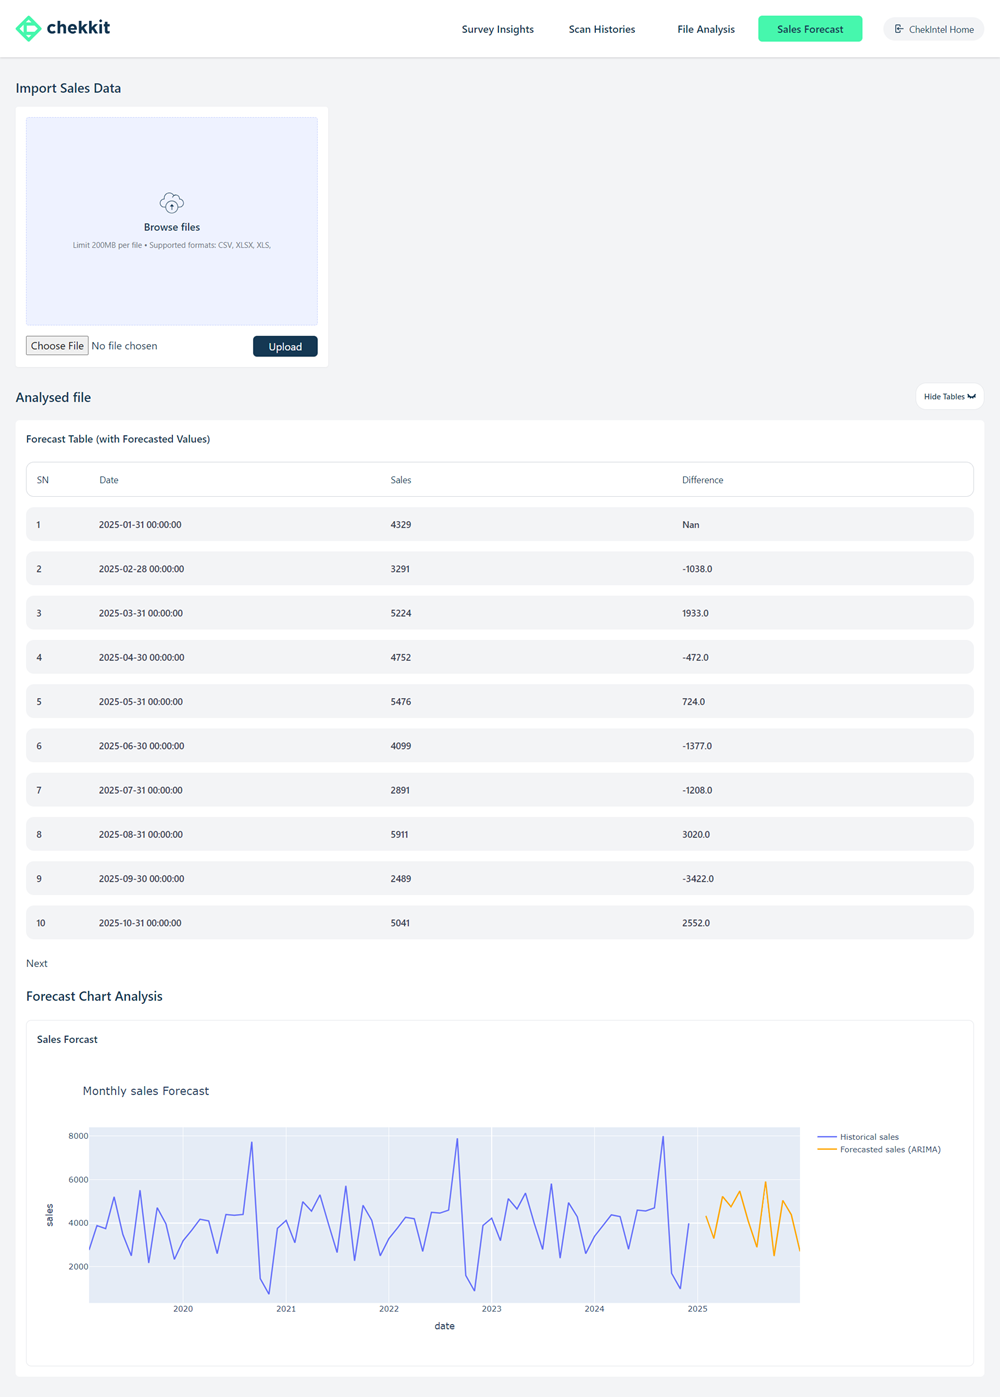 chekkit
Survey Insights Scan Histories File Analysis Sales Forecast ChekIntel Home
Import Sales Data
Browse files
Limit 200MB per file • Supported formats: CSV, XLSX, XLS,
Choose File No file chosen Upload
Analysed file
Hide Tables
Forecast Table (with Forecasted Values)
SN Date Sales Difference
1 2025-01-31 00:00:00 4329 Nan
2 2025-02-28 00:00:00 3291 -1038.0
3 2025-03-31 00:00:00 5224 1933.0
4 2025-04-30 00:00:00 4752 -472.0
5 2025-05-31 00:00:00 5476 724.0
6 2025-06-30 00:00:00 4099 -1377.0
7 2025-07-31 00:00:00 2891 -1208.0
8 2025-08-31 00:00:00 5911 3020.0
9 2025-09-30 00:00:00 2489 -3422.0
10 2025-10-31 00:00:00 5041 2552.0
Next
Forecast Chart Analysis
Sales Forcast
Monthly sales Forecast
8000
6000
4000
2000
sales
2020 2021 2022 2023 2024 2025
date
Historical sales
Forecasted sales (ARIMA)